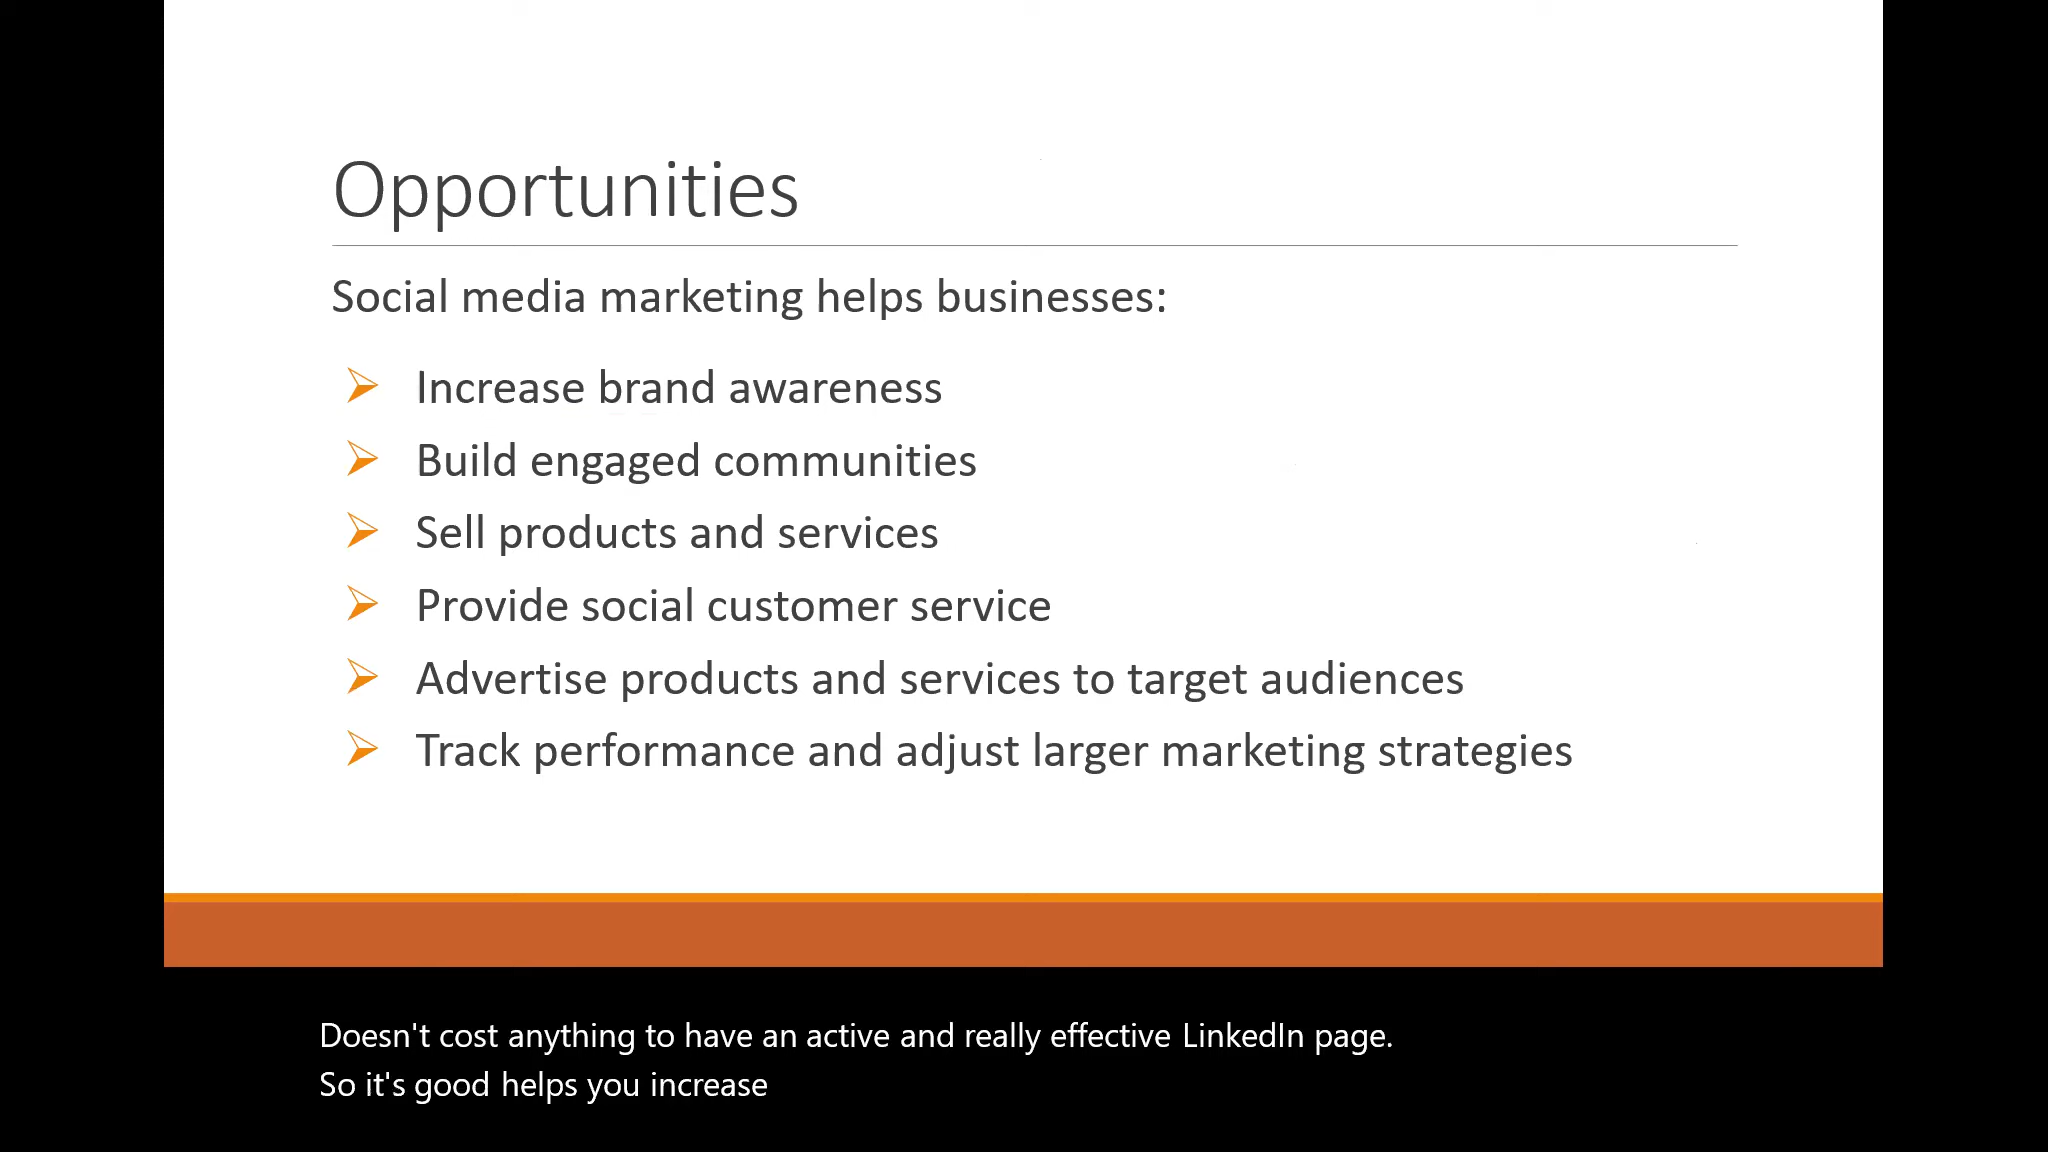 Opportunities
Social media marketing helps businesses:
Increase brand awareness
Build engaged communities
Sell products and services
Provide social customer service
Advertise products and services to target audiences
Track performance and adjust larger marketing strategies
Doesn't cost anything to have an active and really effective LinkedIn page.
So it's good helps you increase